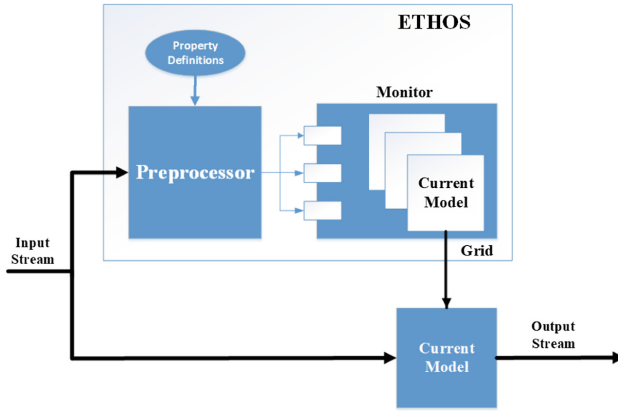 ETHOS
Property
Definitions
Monitor
Preprocessor
Current
Model
Input
Stream
Grid
Current
Model
Output
Stream